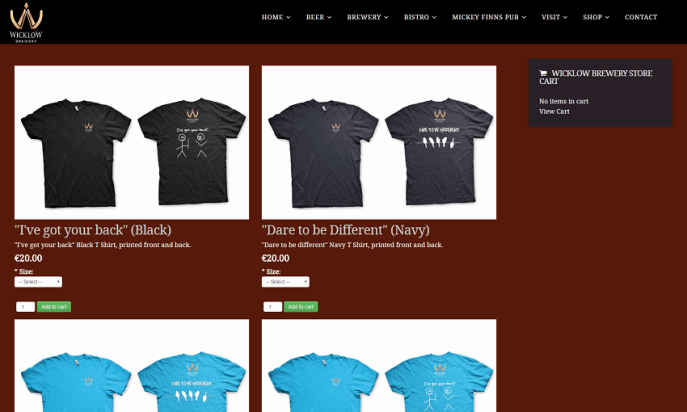 WICKLOW
BREWERY
HOME BEER BREWERY BISTRO MICKEY FINNS PUB VISIT SHOP CONTACT
WICKLOW BREWERY STORE
CART
No items in cart
View Cart
I've got your back!
DARE TO BE DIFFERENT
"I've got your back" (Black)
"I've got your back" Black T Shirt, printed front and back.
€20.00
* Size:
-- Select --
1 Add to cart
"Dare to be Different" (Navy)
"Dare to be different" Navy T Shirt, printed front and back.
€20.00
* Size:
-- Select --
1 Add to cart
DARE TO BE DIFFERENT
I've got your back!